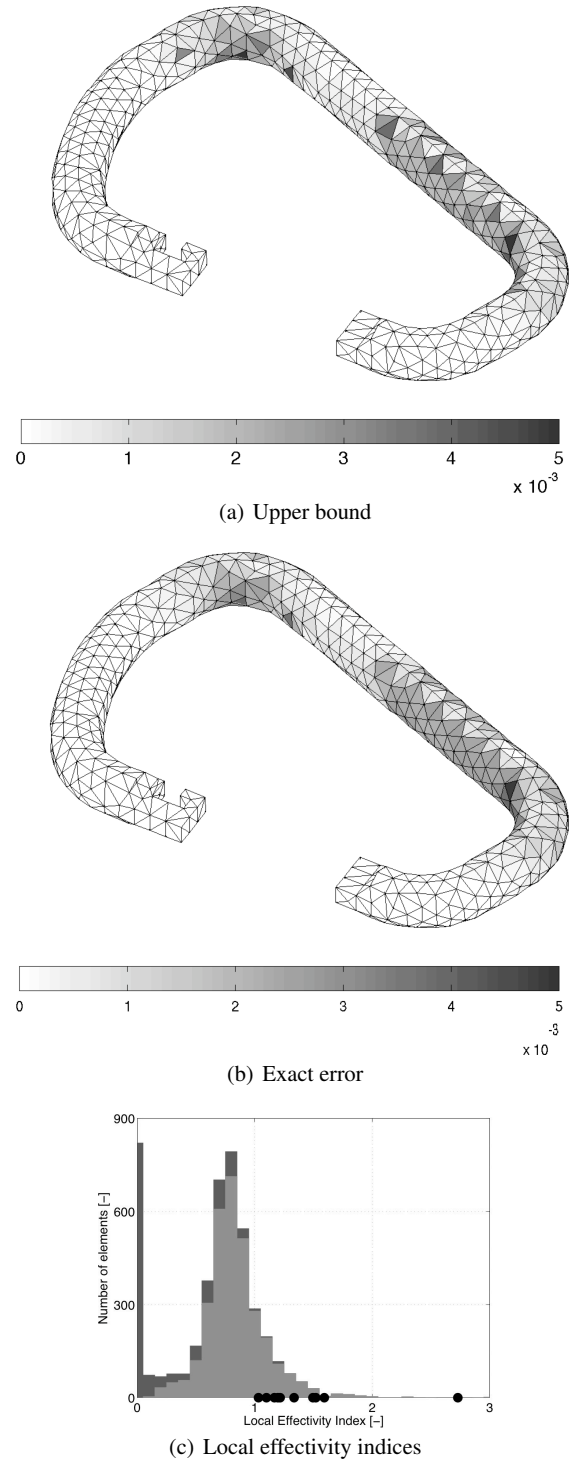 0 1 2 3 4 5
x 10-3
(a) Upper bound
0 1 2 3 4 5
-3
x 10
(b) Exact error
900
600
300
0
Number of elements [–]
0 1 2 3
Local Effectivity Index [–]
(c) Local effectivity indices